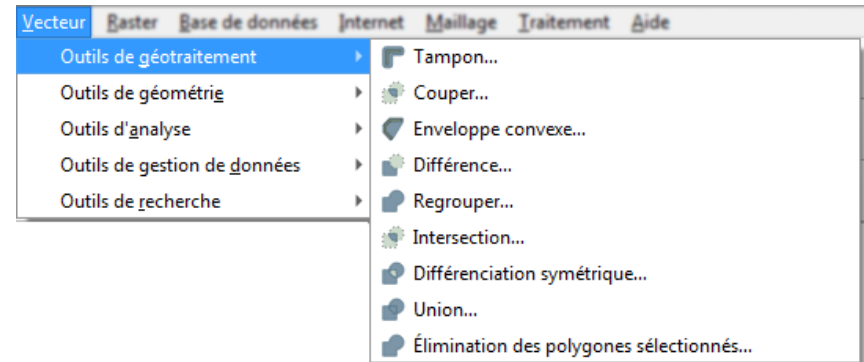 Vecteur Raster Base de données Internet Maillage Traitement Aide
Outils de géotraitement
Outils de géométrie
Outils d'analyse
Outils de gestion de données
Outils de recherche
Tampon...
Couper...
Enveloppe convexe...
Différence...
Regrouper...
Intersection...
Différenciation symétrique...
Union...
Élimination des polygones sélectionnés...